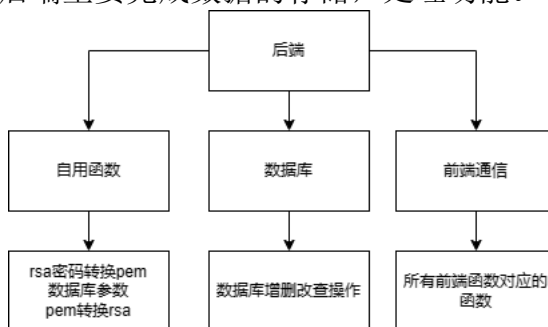 后端主要完成数据的存储，处理功能。
后端
自用函数
数据库
前端通信
rsa密码转换pem
数据库参数
pem转换rsa
数据库增删改查操作
所有前端函数对应的
函数